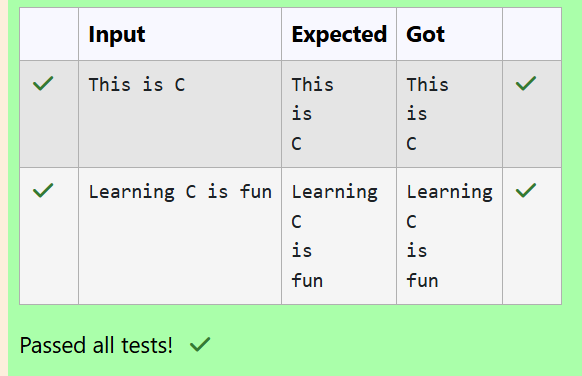 Input Expected Got
This is C This This
is is
C C
Learning C is fun Learning Learning
C C
is is
fun fun
Passed all tests!